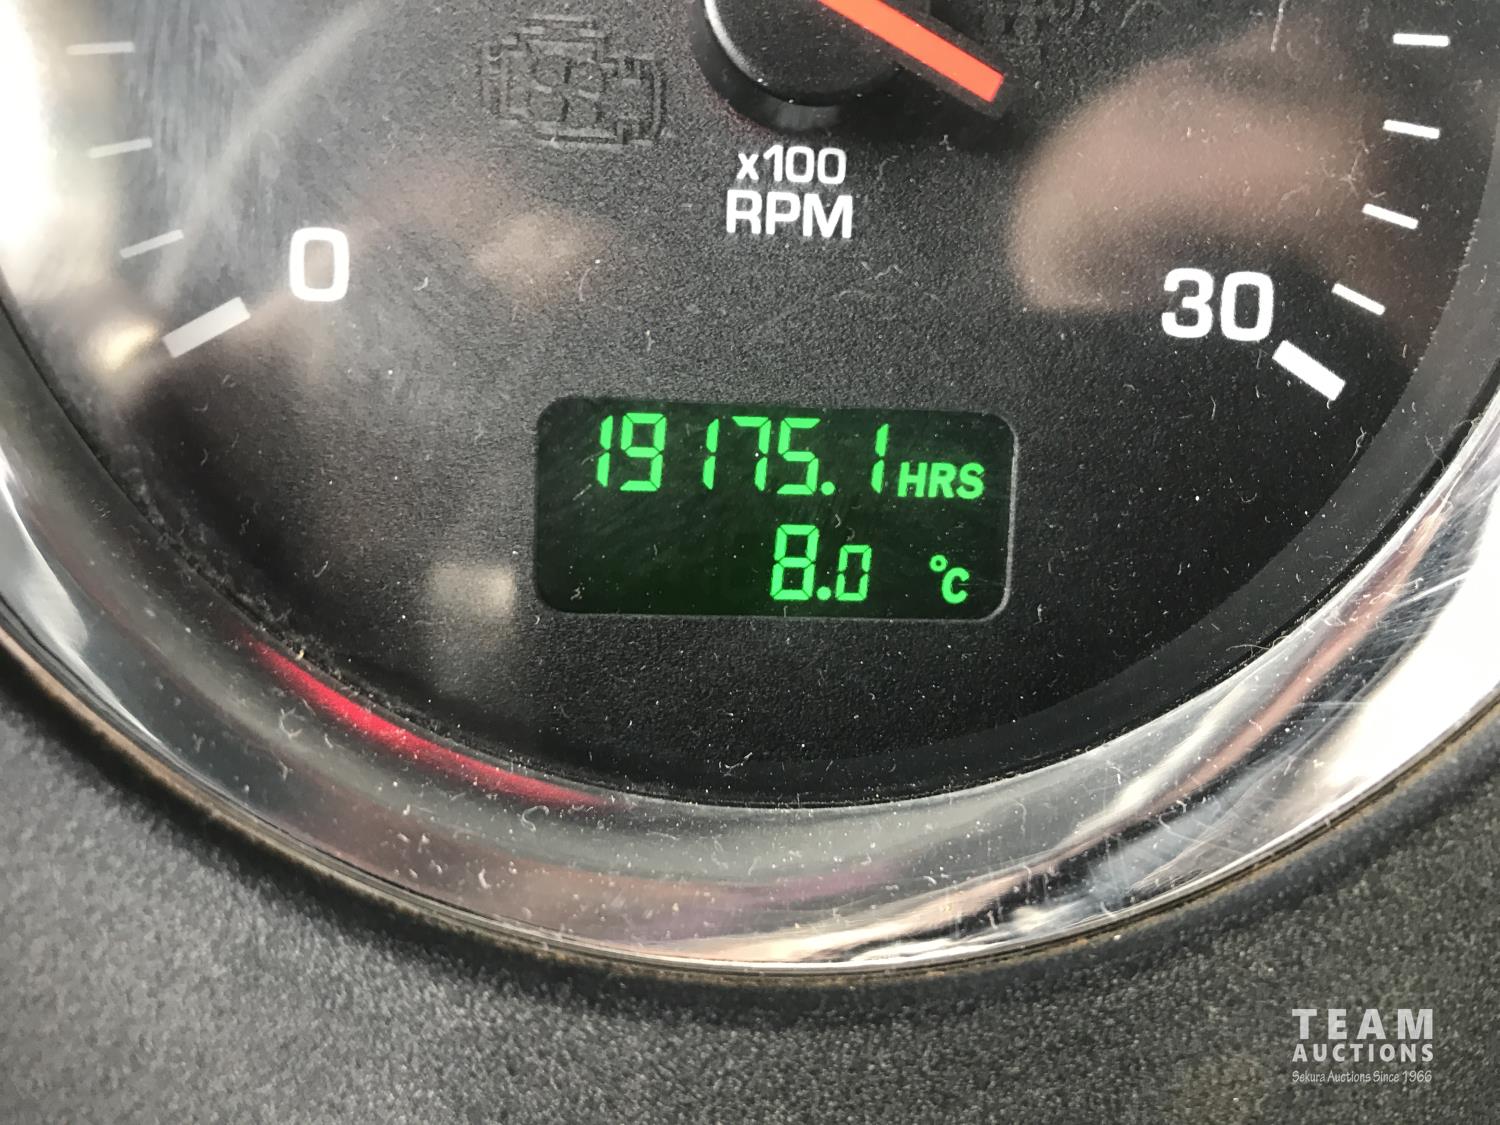 x100
RPM
0
30
19175.1 HRS
8.0 °C
TEAM
AUCTIONS
Sekura Auctions Since 1966